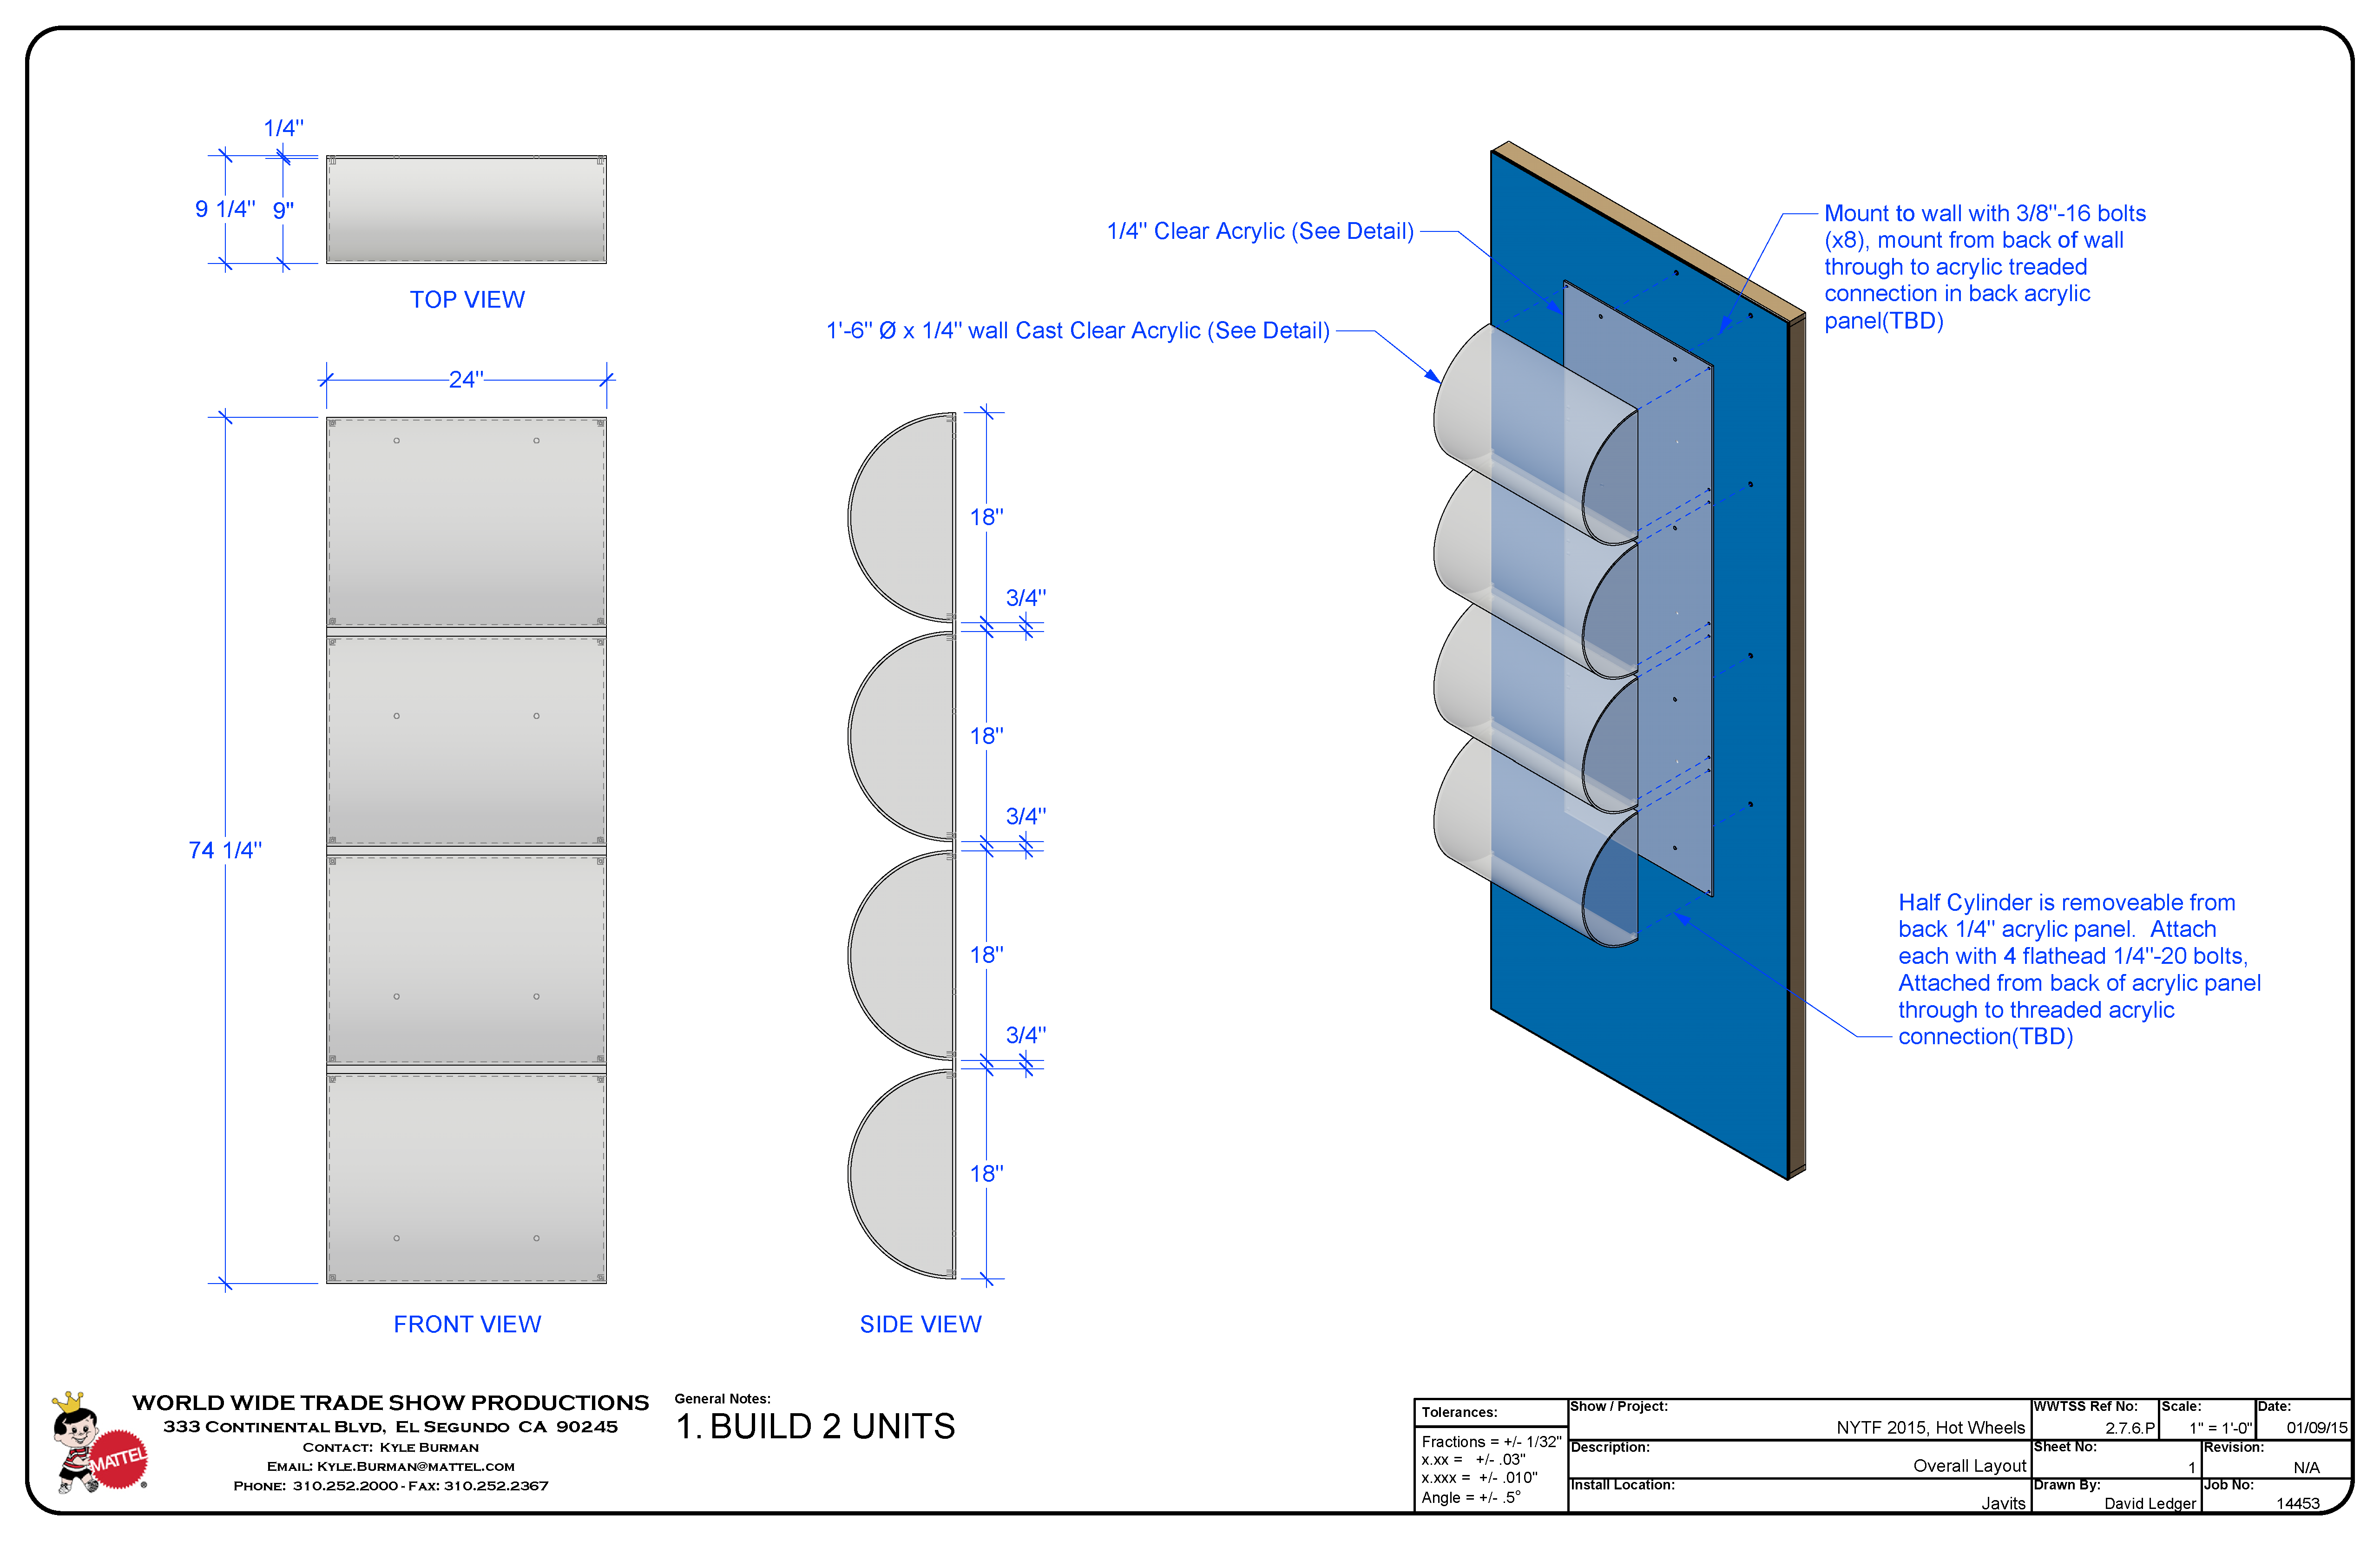 1/4"
9 1/4"
9"
TOP VIEW
24"
74 1/4"
FRONT VIEW
18"
3/4"
18"
3/4"
18"
3/4"
18"
SIDE VIEW
1/4" Clear Acrylic (See Detail)
1'-6" Ø x 1/4" wall Cast Clear Acrylic (See Detail)
Mount to wall with 3/8"-16 bolts
(x8), mount from back of wall
through to acrylic treaded
connection in back acrylic
panel(TBD)
Half Cylinder is removeable from
back 1/4" acrylic panel.  Attach
each with 4 flathead 1/4"-20 bolts,
Attached from back of acrylic panel
through to threaded acrylic
connection(TBD)
MATTEL
®
WORLD WIDE TRADE SHOW PRODUCTIONS
333 CONTINENTAL BLVD, EL SEGUNDO CA 90245
CONTACT: KYLE BURMAN
EMAIL: KYLE.BURMAN@MATTEL.COM
PHONE: 310.252.2000 - FAX: 310.252.2367
General Notes:
1. BUILD 2 UNITS
Tolerances:
Fractions = +/- 1/32"
x.xx = +/- .03"
x.xxx = +/- .010"
Angle = +/- .5°
Show / Project:
NYTF 2015, Hot Wheels
Description:
Overall Layout
Install Location:
Javits
WWTSS Ref No:
2.7.6.P
Scale:
1" = 1'-0"
Date:
01/09/15
Sheet No:
1
Revision:
N/A
Drawn By:
David Ledger
Job No:
14453